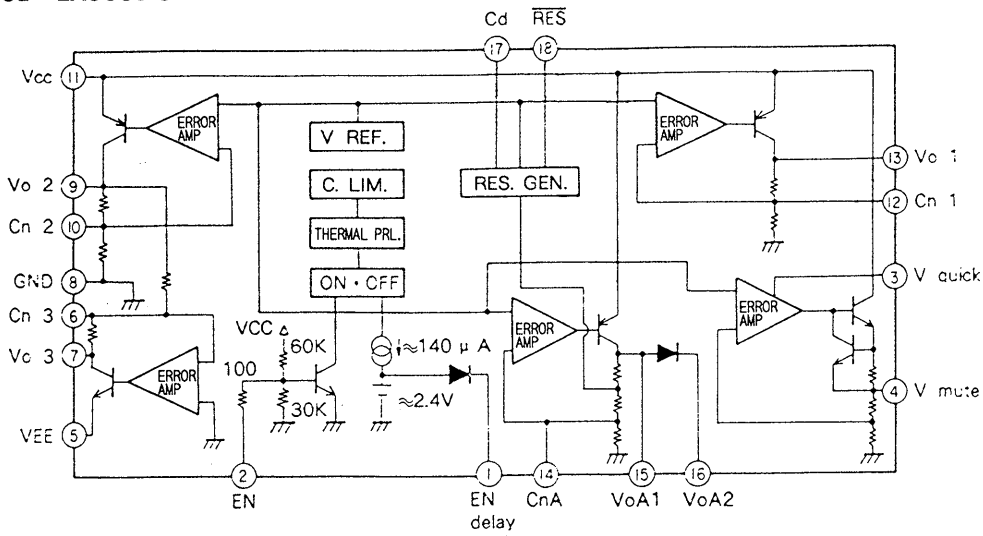 Cd
RES
17
18
Vcc
11
ERROR
AMP
V REF.
ERROR
AMP
13
Vo 1
Vo 2
9
C. LIM.
RES. GEN.
12
Cn 1
Cn 2
10
THERMAL PRL.
GND
8
ON・OFF
3
V quick
Cn 3
6
VCC
60K
≈140 μ A
ERROR
AMP
ERROR
AMP
Vo 3
7
100
ERROR
AMP
30K
≈2.4V
4
V mute
VEE
5
2
1
14
15
16
EN
EN
delay
CnA
VoA1
VoA2